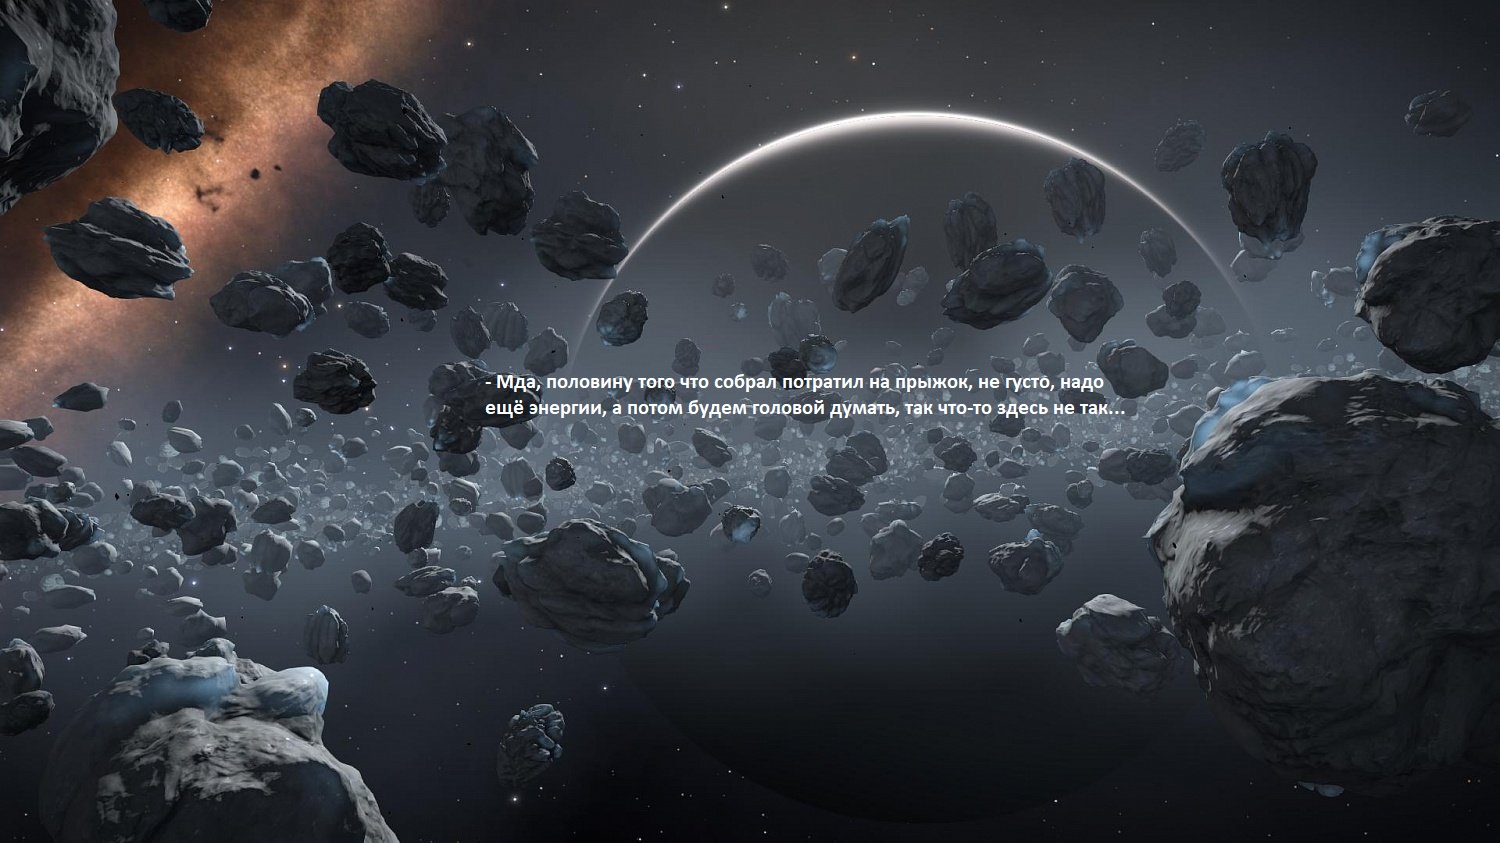 - Мда, половину того что собрал потратил на прыжок, не густо, надо
ещё энергии, а потом будем головой думать, так что-то здесь не так...